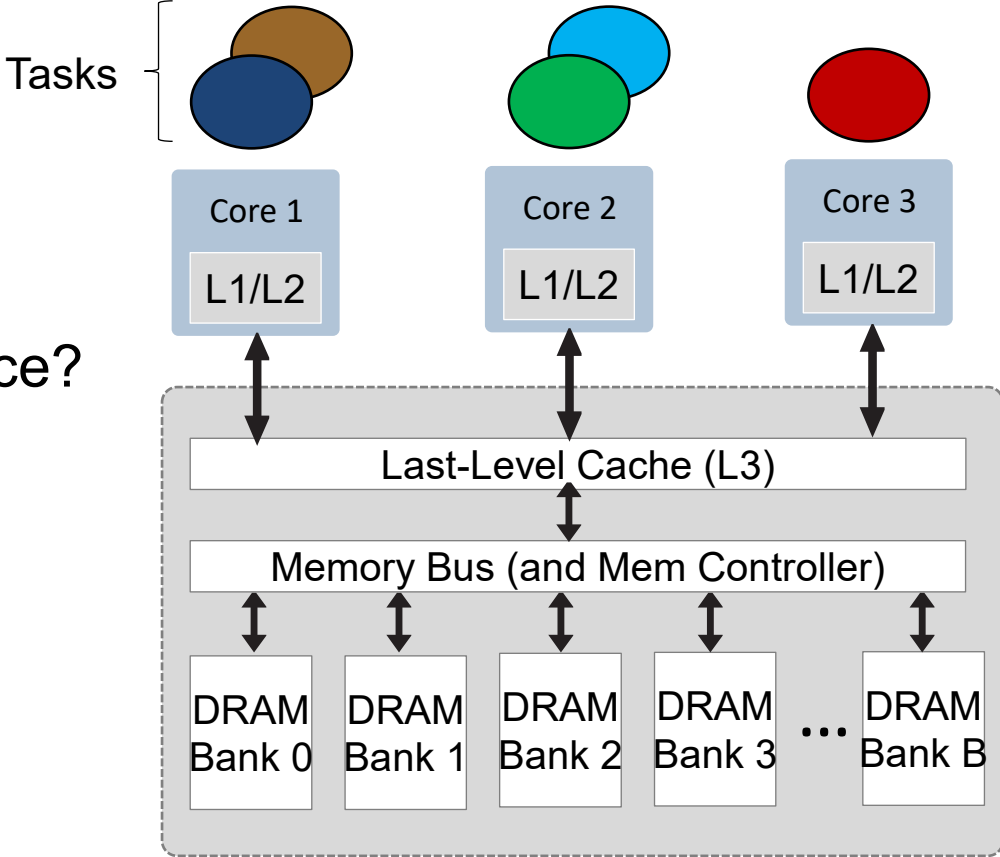 Tasks
Core 1
Core 2
Core 3
L1/L2
L1/L2
L1/L2
ce?
Last-Level Cache (L3)
Memory Bus (and Mem Controller)
DRAM
Bank 0
DRAM
Bank 1
DRAM
Bank 2
DRAM
Bank 3
...
DRAM
Bank B